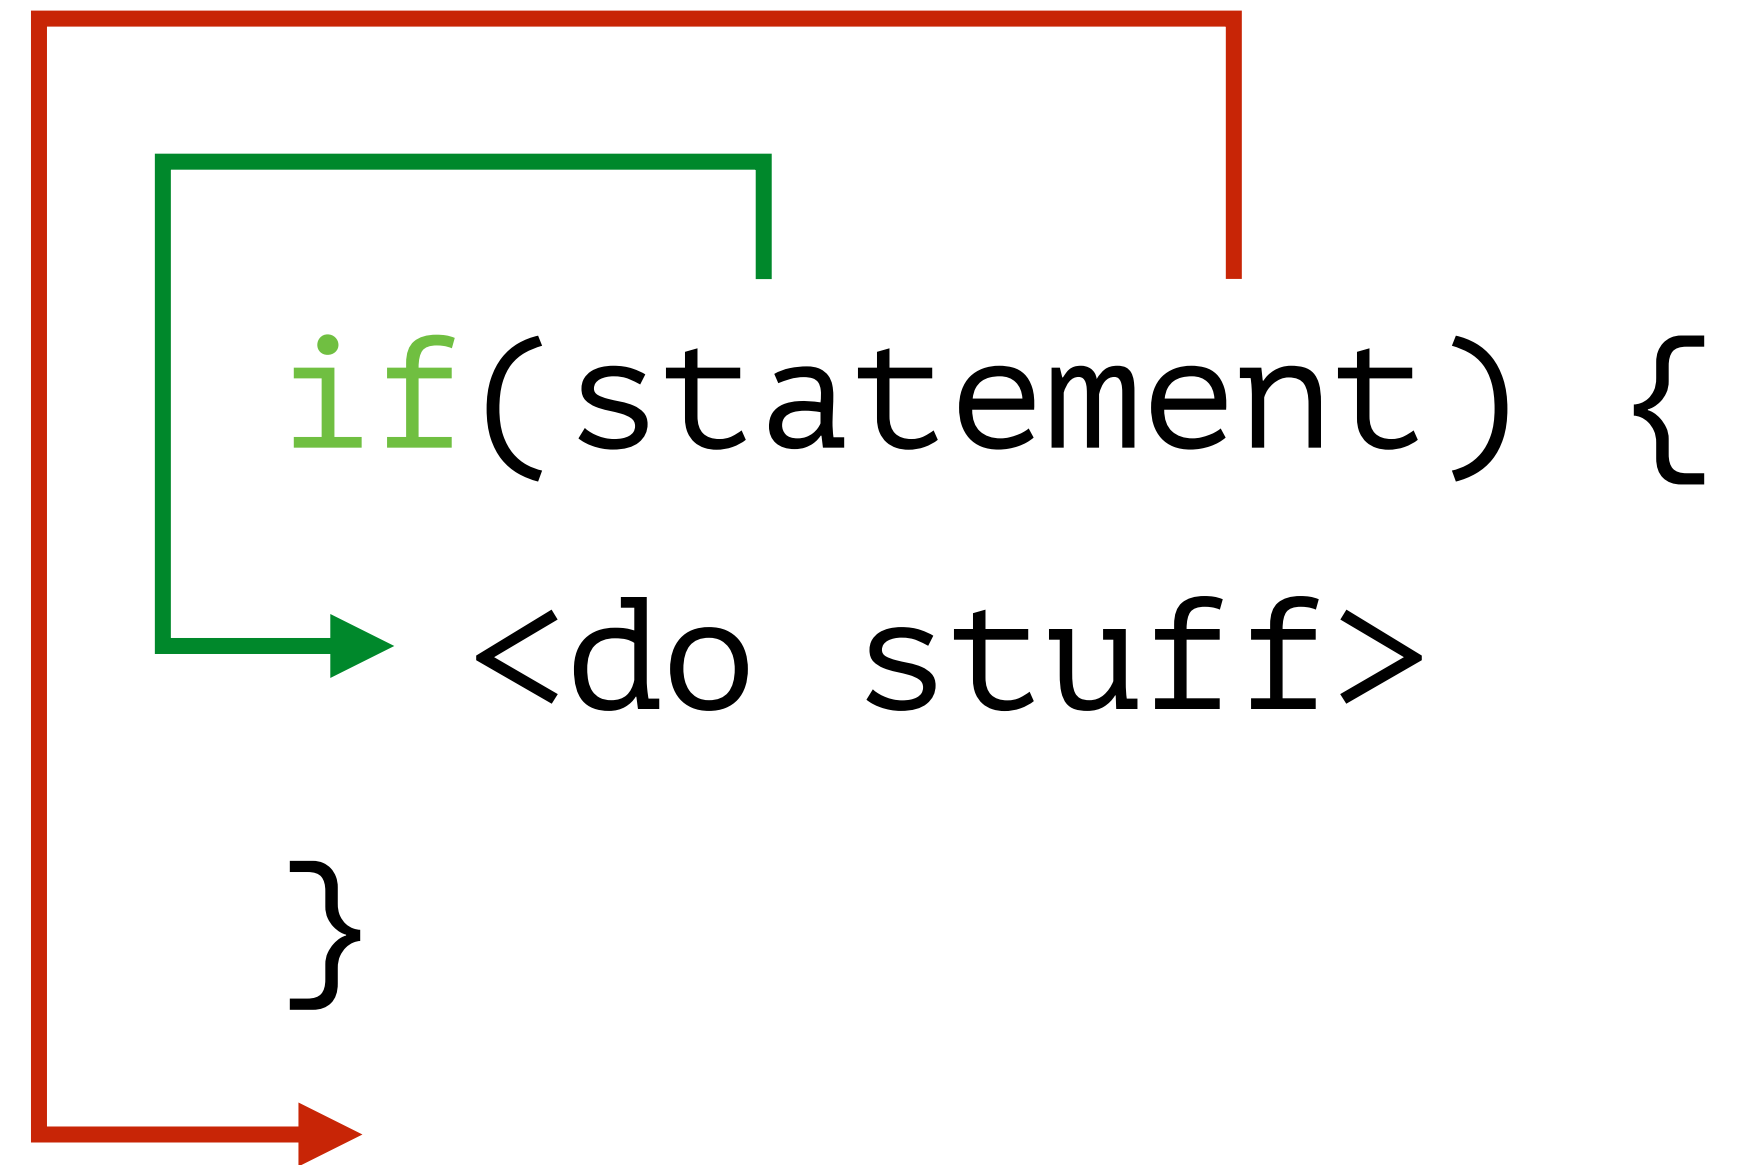 if(statement) {
<do stuff>
}